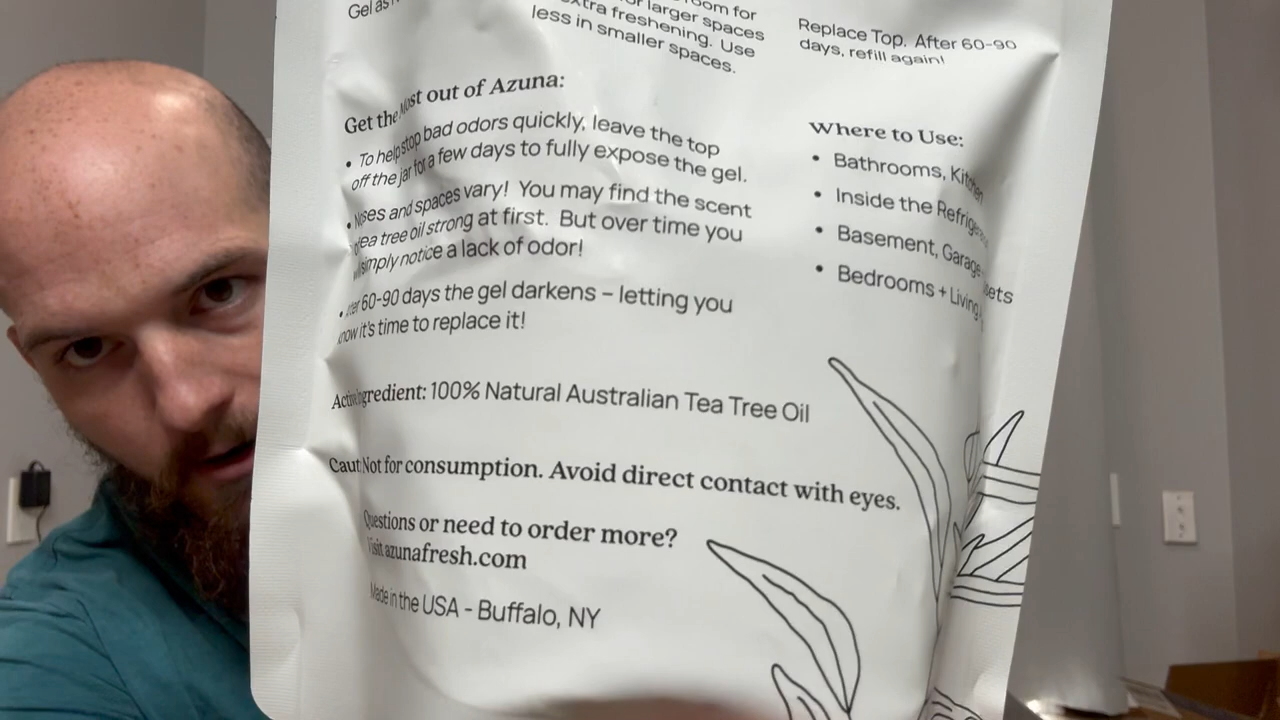 Gel as
room for
or larger spaces
extra freshening. Use
less in smaller spaces.
Replace Top. After 60-90
days, refill again!
Get the Most out of Azuna:
• To help stop bad odors quickly, leave the top
off the jar for a few days to fully expose the gel.
• Noses and spaces vary! You may find the scent
of tea tree oil strong at first. But over time you
will simply notice a lack of odor!
• After 60-90 days the gel darkens – letting you
know it's time to replace it!
Where to Use:
• Bathrooms, Kitchen
• Inside the Refrige
• Basement, Garage sets
• Bedrooms + Living
Active Ingredient: 100% Natural Australian Tea Tree Oil
Caut Not for consumption. Avoid direct contact with eyes.
Questions or need to order more?
Visit azunafresh.com
Made in the USA - Buffalo, NY